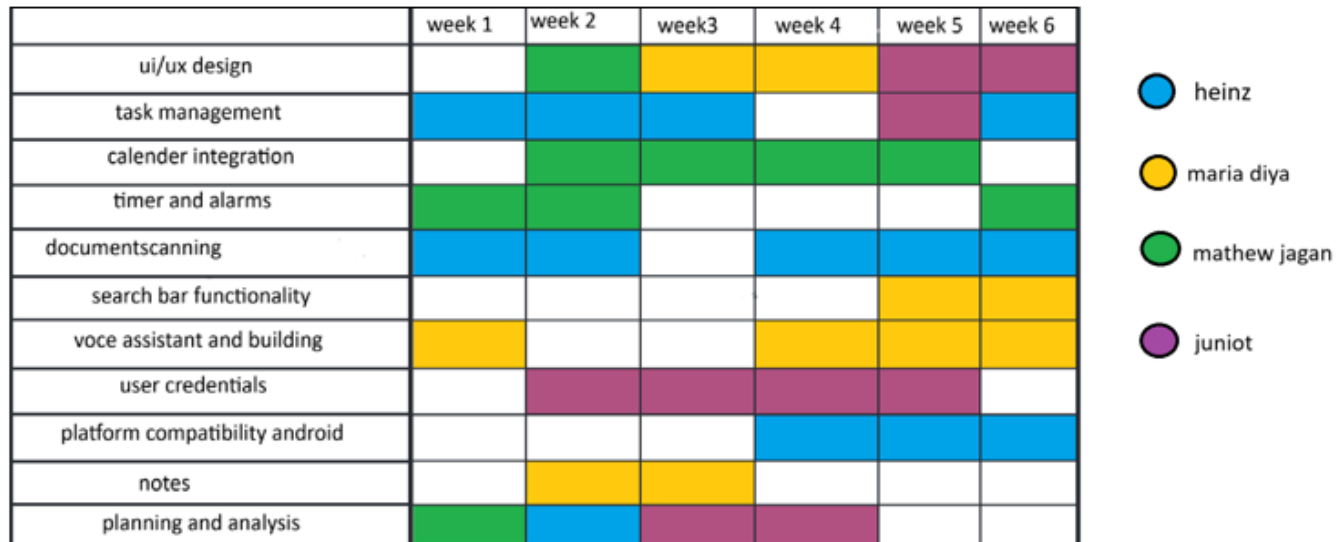 week 1 week 2 week3 week 4 week 5 week 6
ui/ux design
task management
calender integration
timer and alarms
documentscanning
search bar functionality
voce assistant and building
user credentials
platform compatibility android
notes
planning and analysis
heinz
maria diya
mathew jagan
juniot